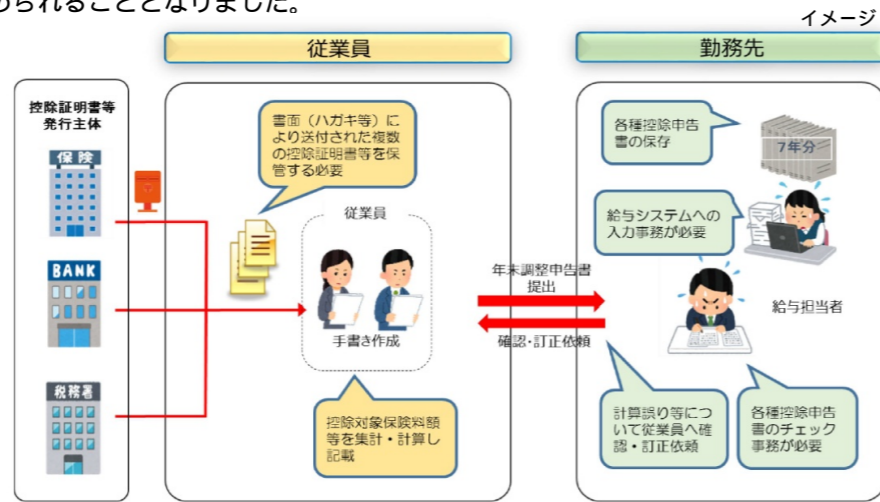 められることとなりました。
イメージ
従業員
勤務先
控除証明書等
発行主体
保険
BANK
税務署
書面(ハガキ等)に
より送付された複数
の控除証明書等を保
管する必要
従業員
手書き作成
控除対象保険料額
等を集計・計算し
記載
年末調整申告書
提出
確認・訂正依頼
各種控除申告
書の保存
7年分
給与システムへの
入力事務が必要
給与担当者
計算誤り等につ
いて従業員へ確
認・訂正依頼
各種控除申告
書のチェック
事務が必要